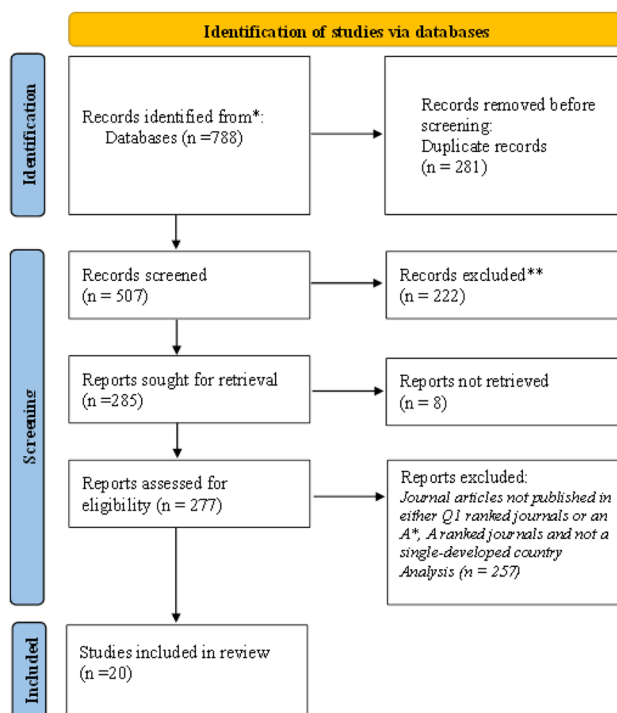 Identification of studies via databases
Identification
Records identified from*:
Databases (n =788)
Records removed before
screening:
Duplicate records
(n = 281)
Screening
Records screened
(n = 507)
Records excluded**
(n = 222)
Reports sought for retrieval
(n =285)
Reports not retrieved
(n = 8)
Reports assessed for
eligibility (n = 277)
Reports excluded:
Journal articles not published in
either Q1 ranked journals or an
A*, A ranked journals and not a
single-developed country
Analysis (n = 257)
Included
Studies included in review
(n =20)